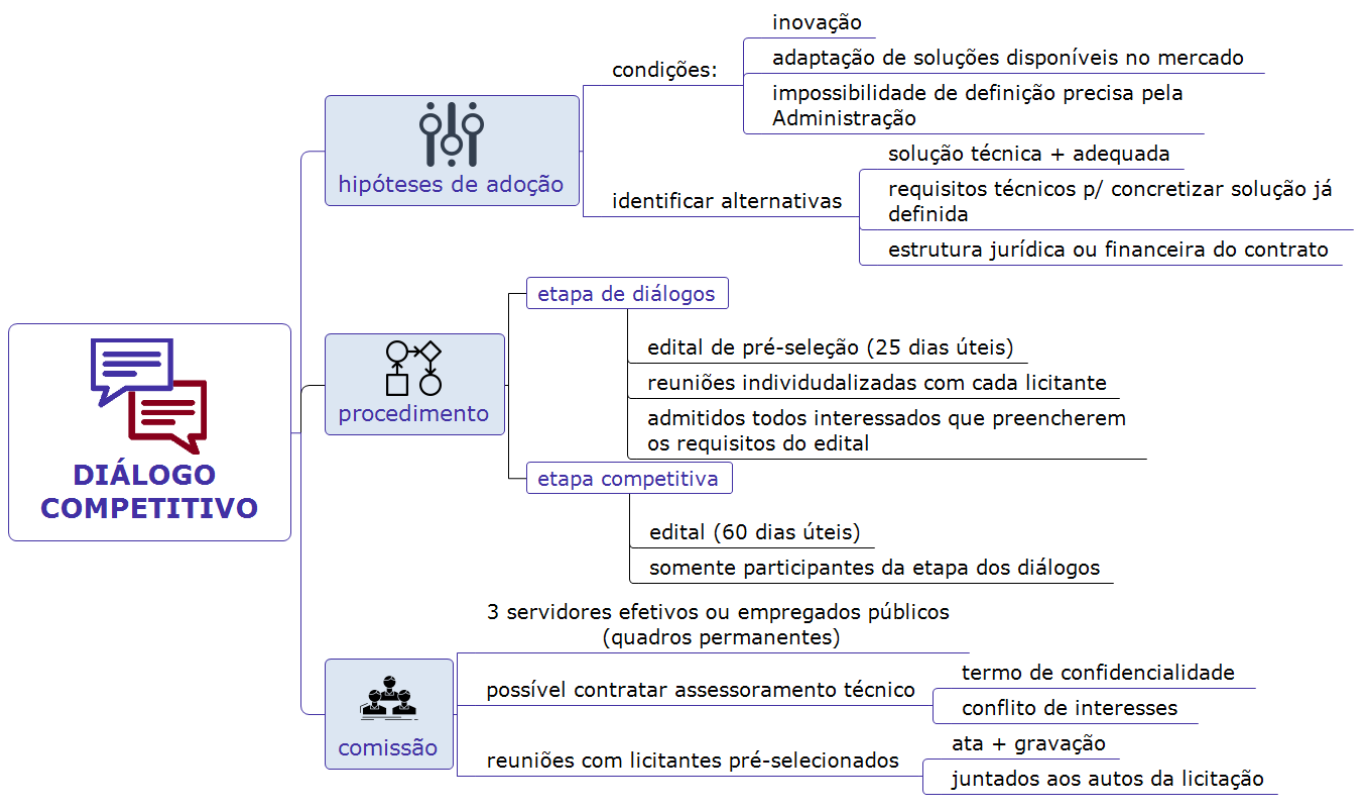 DIÁLOGO
COMPETITIVO
hipóteses de adoção
condições:
inovação
adaptação de soluções disponíveis no mercado
impossibilidade de definição precisa pela
Administração
identificar alternativas
solução técnica + adequada
requisitos técnicos p/ concretizar solução já
definida
estrutura jurídica ou financeira do contrato
procedimento
etapa de diálogos
edital de pré-seleção (25 dias úteis)
reuniões individudalizadas com cada licitante
admitidos todos interessados que preencherem
os requisitos do edital
etapa competitiva
edital (60 dias úteis)
somente participantes da etapa dos diálogos
comissão
3 servidores efetivos ou empregados públicos
(quadros permanentes)
possível contratar assessoramento técnico
termo de confidencialidade
conflito de interesses
reuniões com licitantes pré-selecionados
ata + gravação
juntados aos autos da licitação